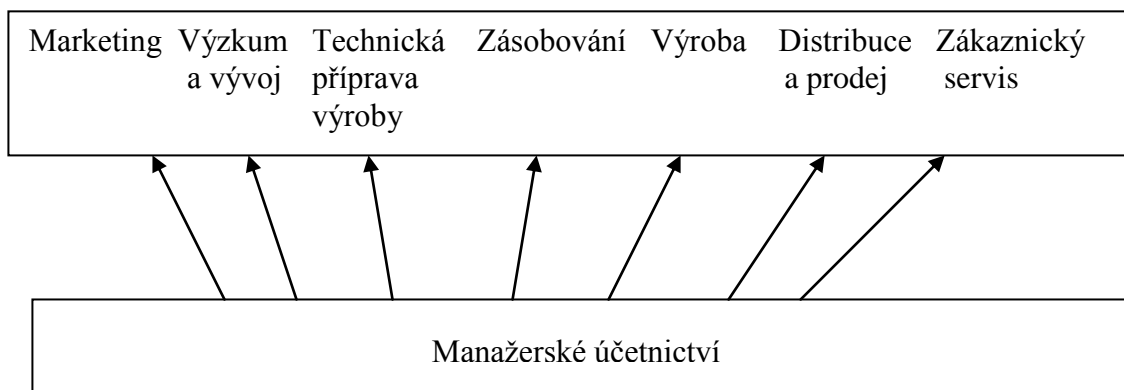 Marketing Výzkum Technická Zásobování Výroba Distribuce Zákaznický
a vývoj příprava a prodej servis
výroby
Manažerské účetnictví